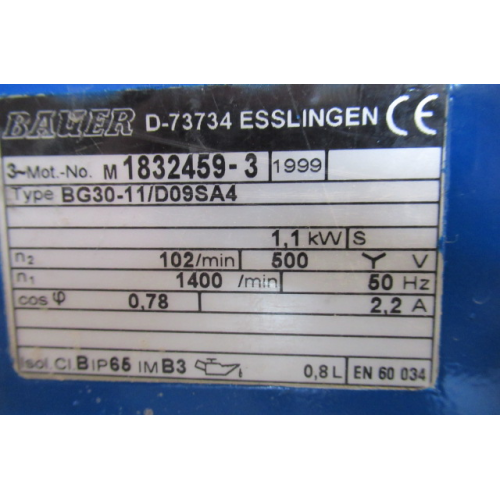 BAUER D-73734 ESSLINGEN CE
3~Mot.-No. M 1832459-3 1999
Type BG30-11/D09SA4
1,1 kW S
n2 102/min 500 Y V
n1 1400 /min 50 Hz
cos φ 0,78 2,2 A
Isol.Cl B IP65 IM B3 0,8 L EN 60 034